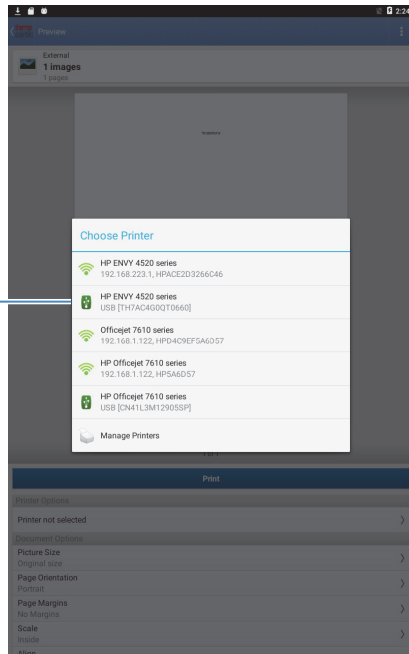 2:24
Preview
External
1 images
1 pages
Choose Printer
HP ENVY 4520 series
192.168.223.1, HPACE2D3266C46
HP ENVY 4520 series
USB [TH7AC4G0QT0660]
Officejet 7610 series
192.168.1.122, HPD4C9EF5A6D57
HP Officejet 7610 series
192.168.1.122, HP5A6D57
HP Officejet 7610 series
USB [CN41L3M12905SP]
Manage Printers
Print
Printer Options
Printer not selected
Document Options
Picture Size
Original size
Page Orientation
Portrait
Page Margins
No Margins
Scale
Inside
Align